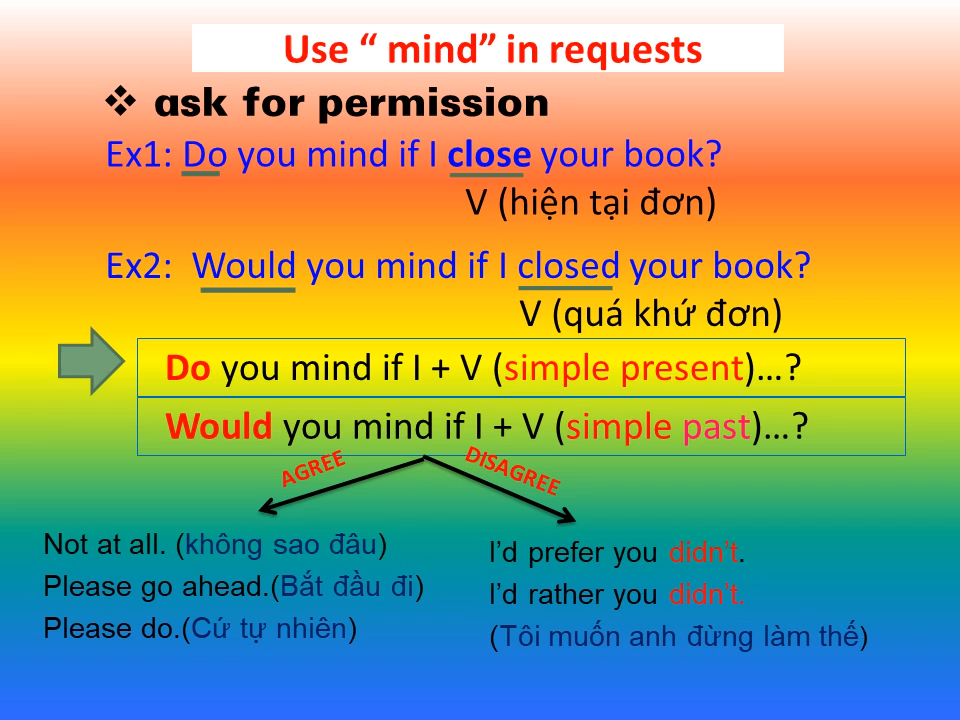 Use “ mind” in requests
❖ ask for permission
Ex1: Do you mind if I close your book?
V (hiện tại đơn)
Ex2: Would you mind if I closed your book?
V (quá khứ đơn)
Do you mind if I + V (simple present)…?
Would you mind if I + V (simple past)…?
AGREE
DISAGREE
Not at all. (không sao đâu)
Please go ahead.(Bắt đầu đi)
Please do.(Cứ tự nhiên)
I’d prefer you didn’t.
I’d rather you didn’t.
(Tôi muốn anh đừng làm thế)